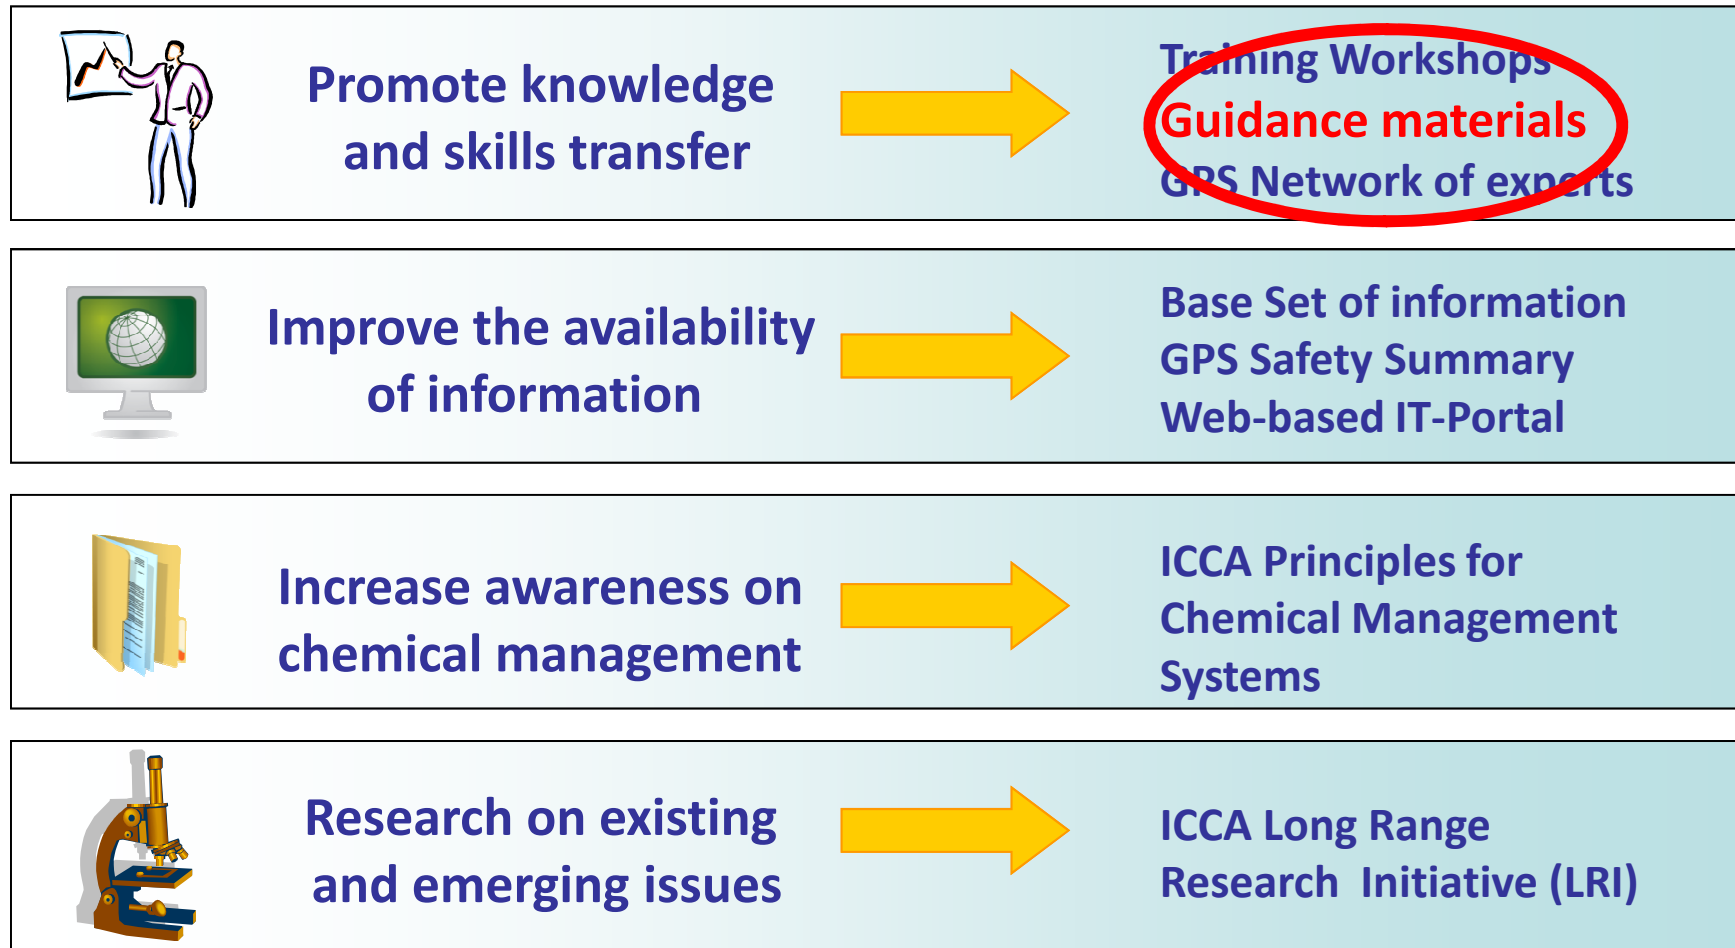 Promote knowledge
and skills transfer
Training Workshops
Guidance materials
GPS Network of experts
Improve the availability
of information
Base Set of information
GPS Safety Summary
Web-based IT-Portal
Increase awareness on
chemical management
ICCA Principles for
Chemical Management
Systems
Research on existing
and emerging issues
ICCA Long Range
Research Initiative (LRI)